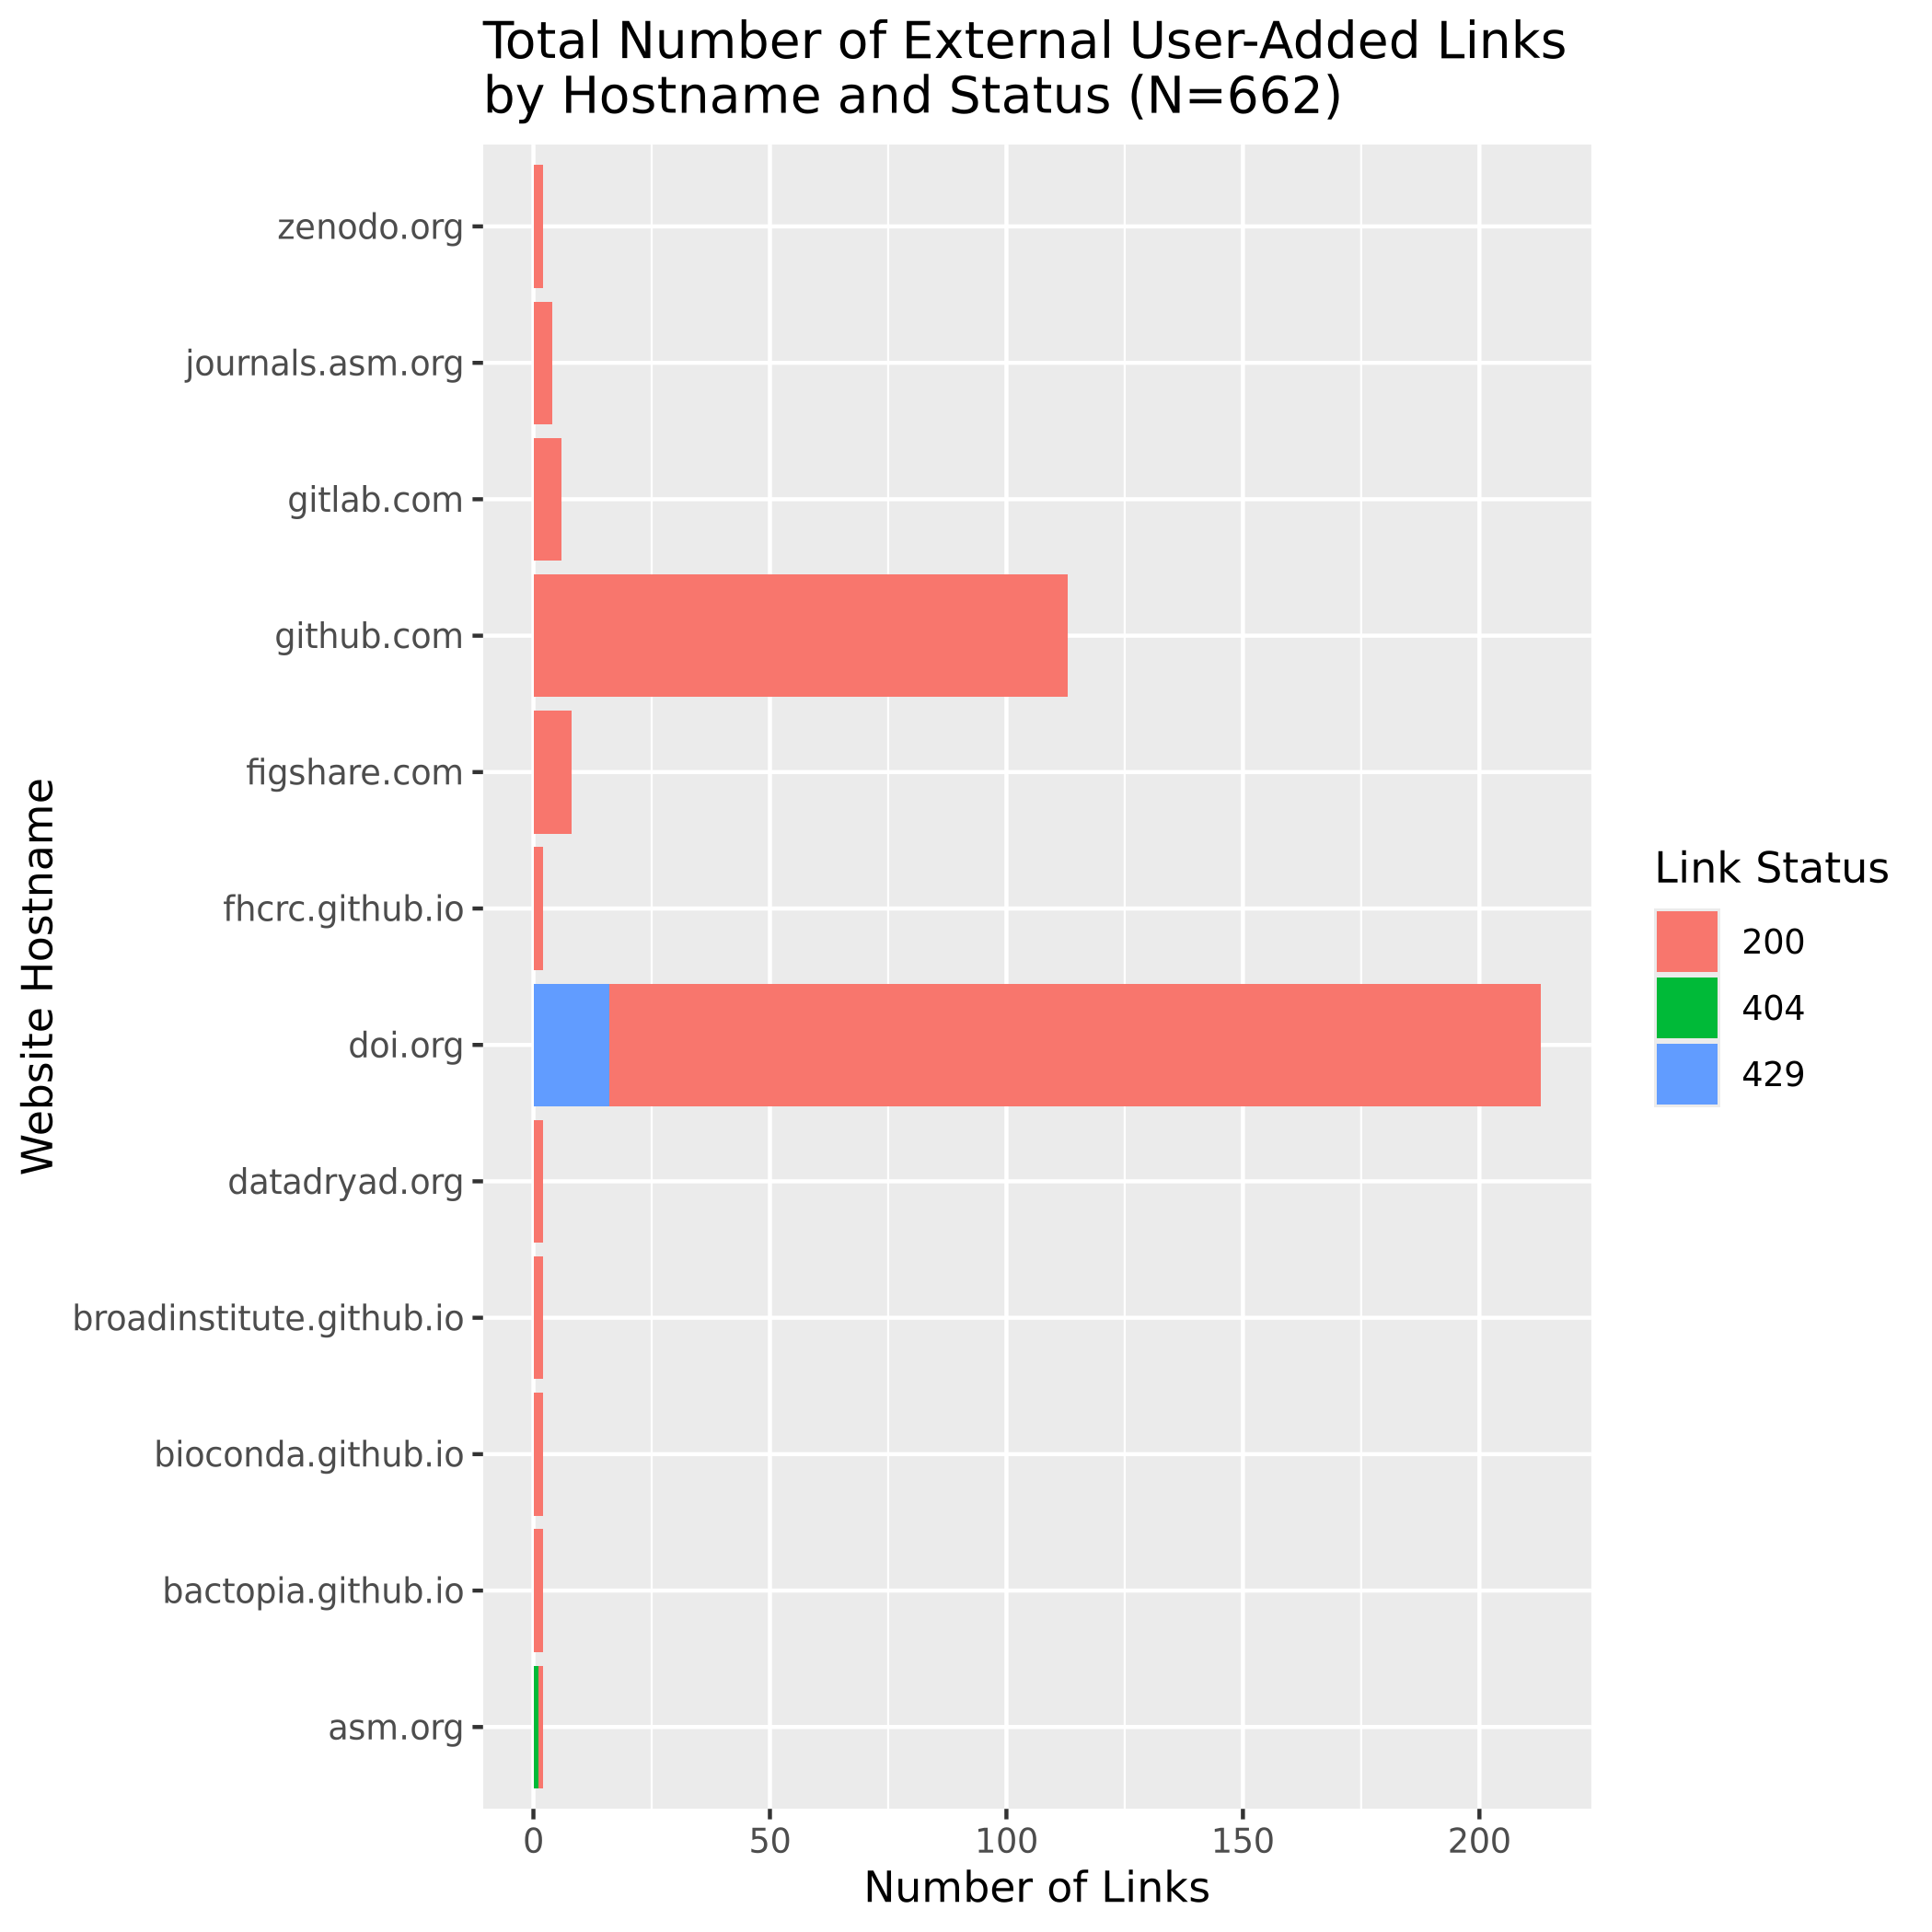 Total Number of External User-Added Links
by Hostname and Status (N=662)
zenodo.org
journals.asm.org
gitlab.com
github.com
figshare.com
fhcrc.github.io
doi.org
datadryad.org
broadinstitute.github.io
bioconda.github.io
bactopia.github.io
asm.org
Website Hostname
0 50 100 150 200
Number of Links
Link Status
200
404
429